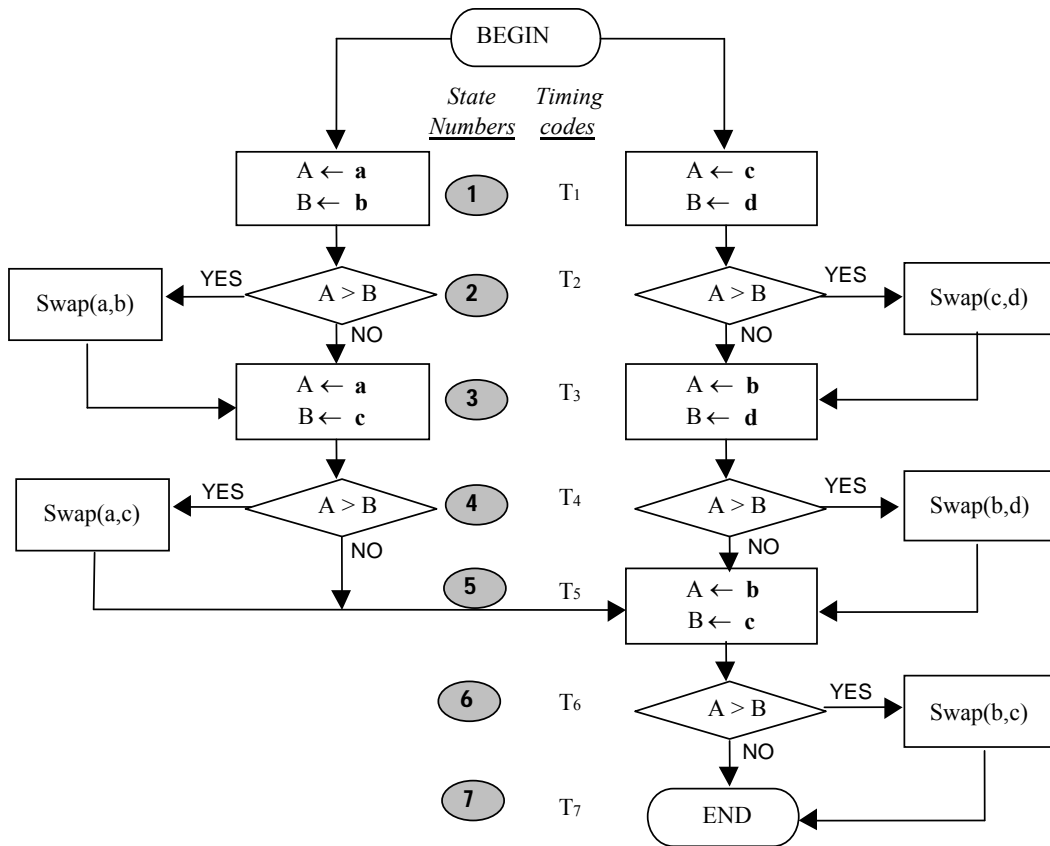 BEGIN
State Numbers
Timing codes
A ← a
B ← b
1
T1
A ← c
B ← d
YES
A > B
2
T2
A > B
YES
Swap(a,b)
Swap(c,d)
NO
NO
A ← a
B ← c
3
T3
A ← b
B ← d
YES
A > B
4
T4
A > B
YES
Swap(a,c)
Swap(b,d)
NO
NO
5
T5
A ← b
B ← c
6
T6
A > B
YES
Swap(b,c)
NO
7
T7
END